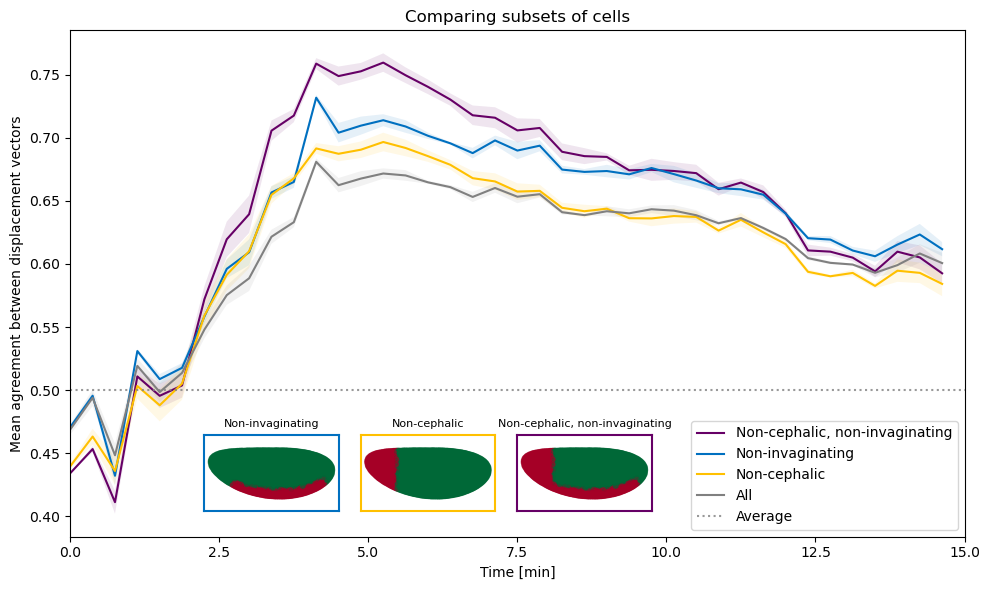 Comparing subsets of cells
Mean agreement between displacement vectors
0.75
0.70
0.65
0.60
0.55
0.50
0.45
0.40
Non-invaginating
Non-cephalic
Non-cephalic, non-invaginating
Non-cephalic, non-invaginating
Non-invaginating
Non-cephalic
All
Average
0.0
2.5
5.0
7.5
10.0
12.5
15.0
Time [min]